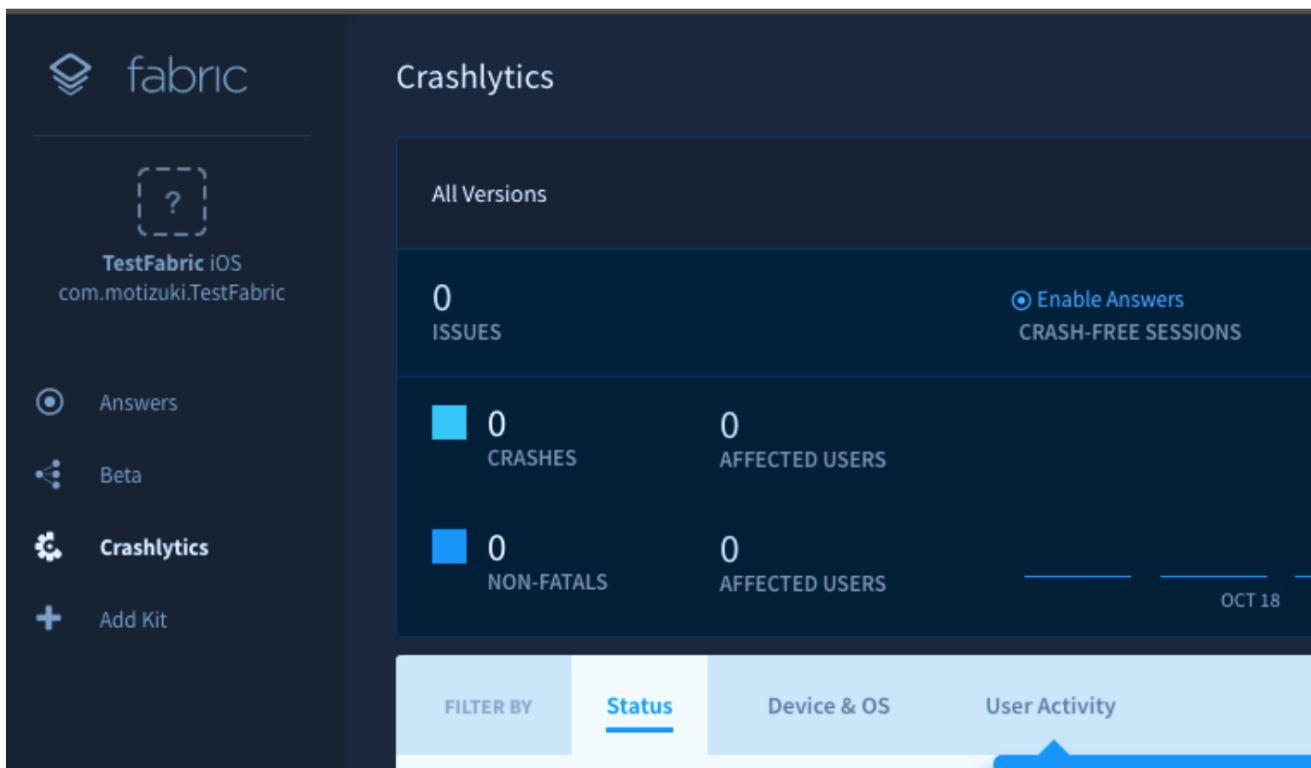 fabric
?
TestFabric iOS
com.motizuki.TestFabric
Answers
Beta
Crashlytics
Add Kit
Crashlytics
All Versions
0
ISSUES
Enable Answers
CRASH-FREE SESSIONS
0
CRASHES
0
AFFECTED USERS
0
NON-FATALS
0
AFFECTED USERS
OCT 18
FILTER BY Status Device & OS User Activity